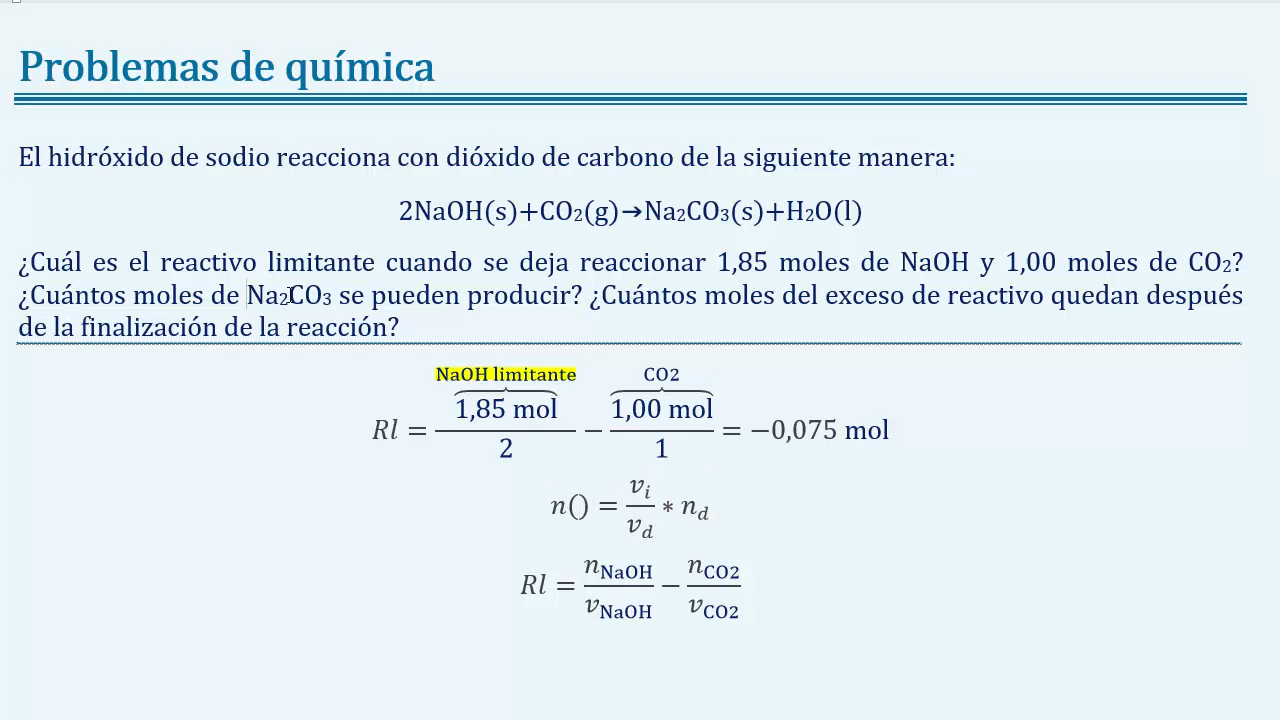 Problemas de química
El hidróxido de sodio reacciona con dióxido de carbono de la siguiente manera:
2NaOH(s)+CO₂(g)➔Na₂CO₃(s)+H₂O(l)
¿Cuál es el reactivo limitante cuando se deja reaccionar 1,85 moles de NaOH y 1,00 moles de CO₂?
¿Cuántos moles de Na₂CO₃ se pueden producir? ¿Cuántos moles del exceso de reactivo quedan después
de la finalización de la reacción?
NaOH limitante CO2
Rl = 1,85 mol / 2 − 1,00 mol / 1 = −0,075 mol
n() = v_i / v_d * n_d
Rl = n_NaOH / v_NaOH − n_CO2 / v_CO2